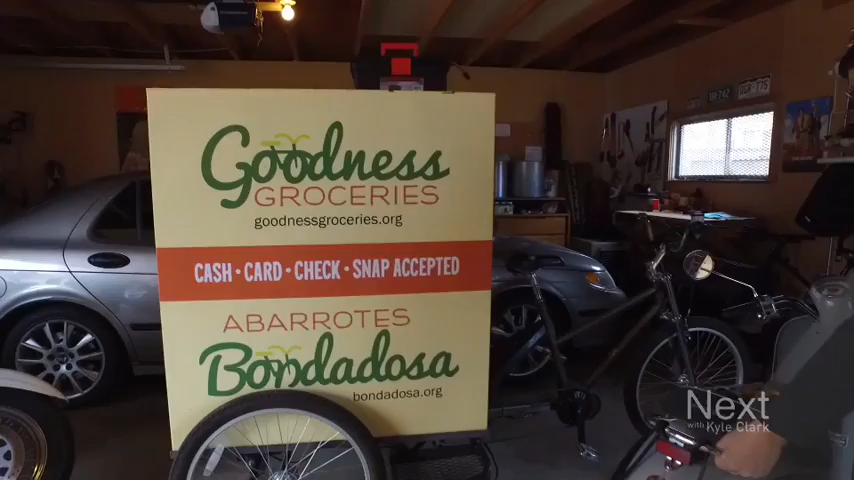 Goodness
GROCERIES
goodnessgroceries.org
CASH • CARD • CHECK • SNAP ACCEPTED
ABARROTES
Bondadosa
bondadosa.org
Next
with Kyle Clark